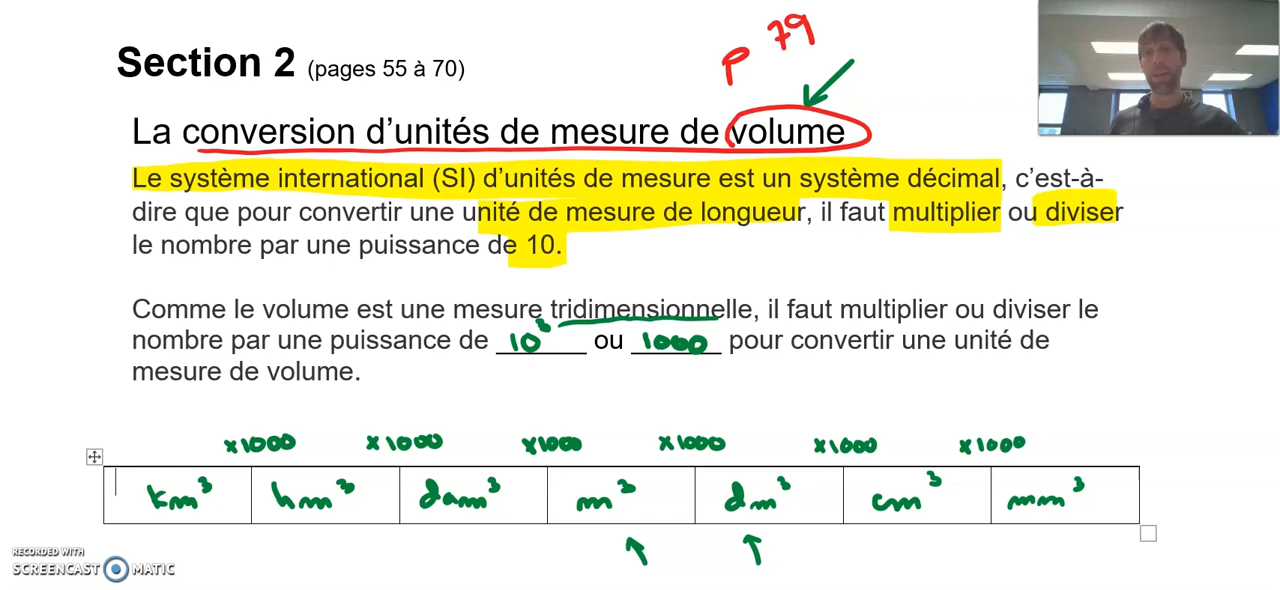 p 79
Section 2 (pages 55 à 70)
La conversion d’unités de mesure de volume
Le système international (SI) d’unités de mesure est un système décimal, c’est-à-
dire que pour convertir une unité de mesure de longueur, il faut multiplier ou diviser
le nombre par une puissance de 10.
Comme le volume est une mesure tridimensionnelle, il faut multiplier ou diviser le
nombre par une puissance de 10³ ou 1000 pour convertir une unité de
mesure de volume.
x1000 x1000 x1000 x1000 x1000 x1000
km³ hm³ dam³ m³ dm³ cm³ mm³
RECORDED WITH
SCREENCAST MATIC